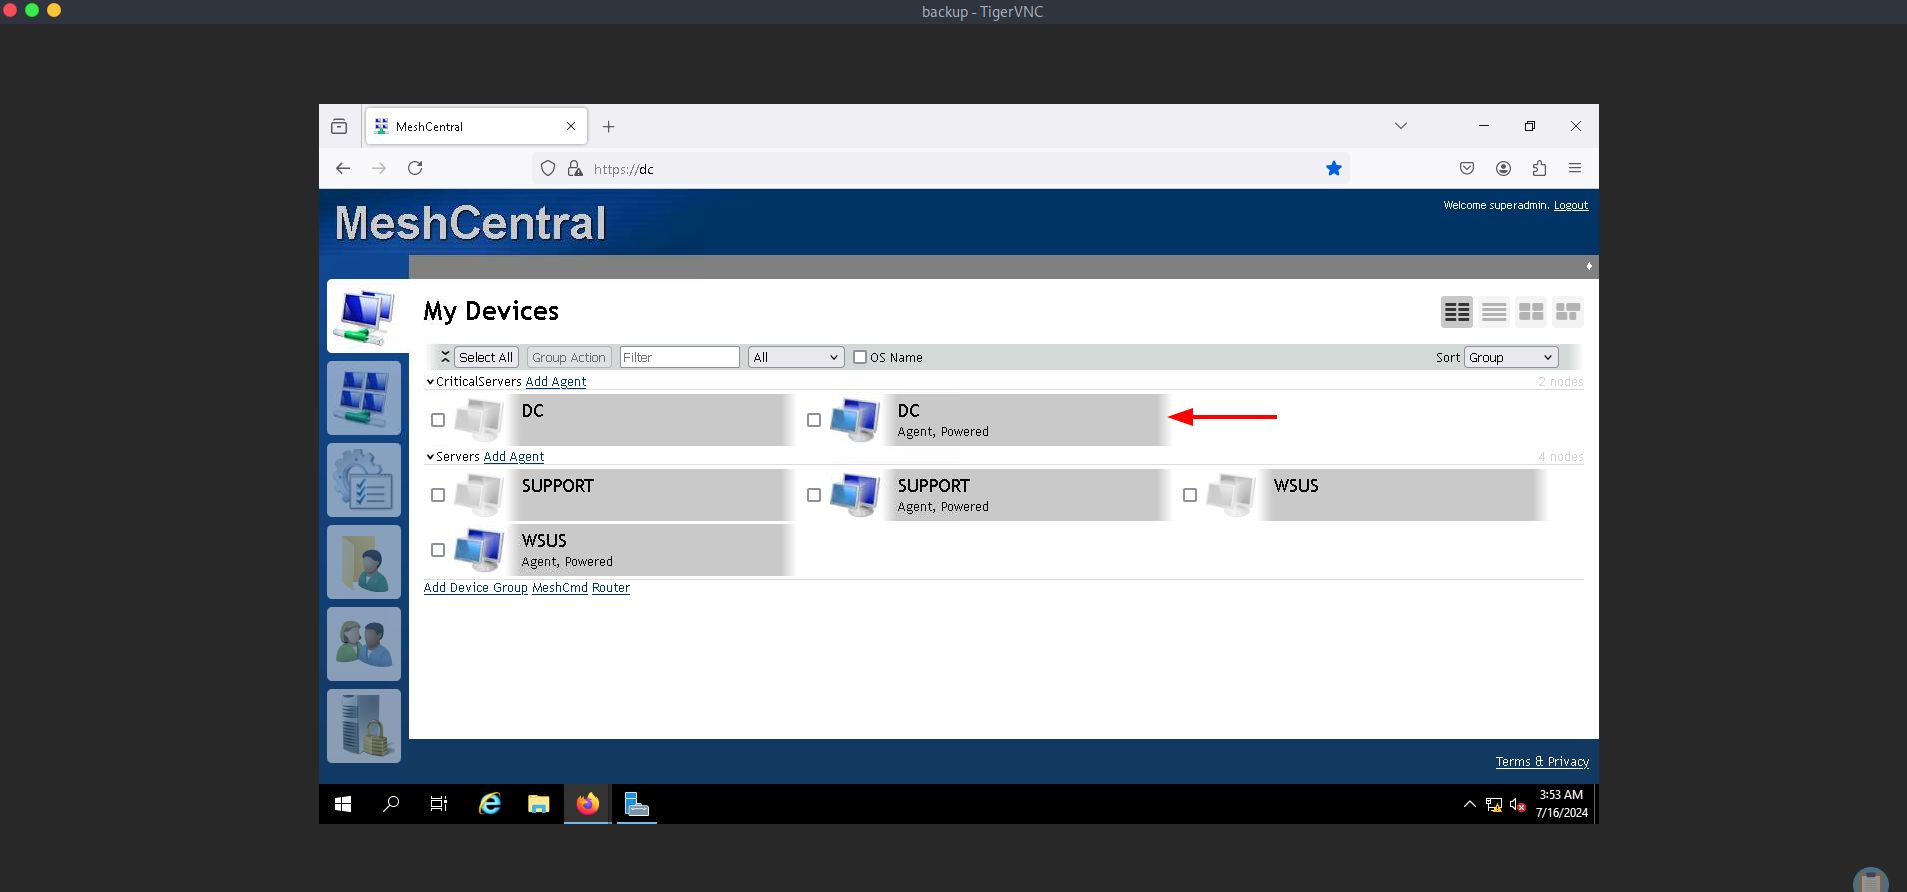 backup - TigerVNC
MeshCentral
https://dc
MeshCentral
Welcome superadmin. Logout
My Devices
Select All Group Action Filter All OS Name Sort Group
CriticalServers Add Agent 2 nodes
DC DC
Agent, Powered
Servers Add Agent 4 nodes
SUPPORT SUPPORT WSUS
Agent, Powered
WSUS
Agent, Powered
Add Device Group MeshCmd Router
Terms & Privacy
3:53 AM
7/16/2024